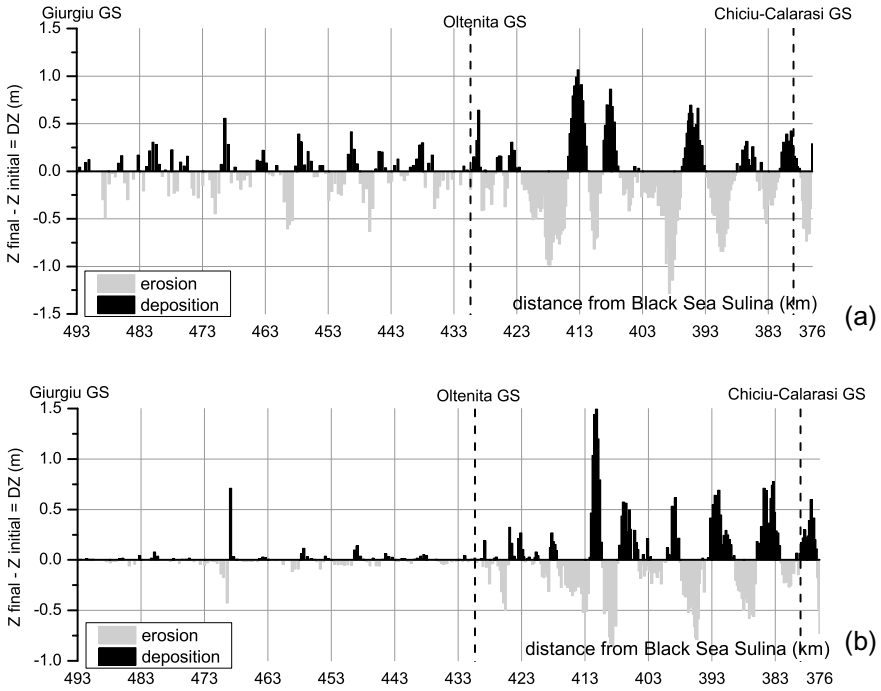 Giurgiu GS
Oltenita GS
Chiciu-Calarasi GS
Z final - Z initial = DZ (m)
1.5
1.0
0.5
0.0
-0.5
-1.0
-1.5
erosion
deposition
distance from Black Sea Sulina (km)
(a)
493 483 473 463 453 443 433 423 413 403 393 383 376
Giurgiu GS
Oltenita GS
Chiciu-Calarasi GS
Z final - Z initial = DZ (m)
1.5
1.0
0.5
0.0
-0.5
-1.0
erosion
deposition
distance from Black Sea Sulina (km)
(b)
493 483 473 463 453 443 433 423 413 403 393 383 376